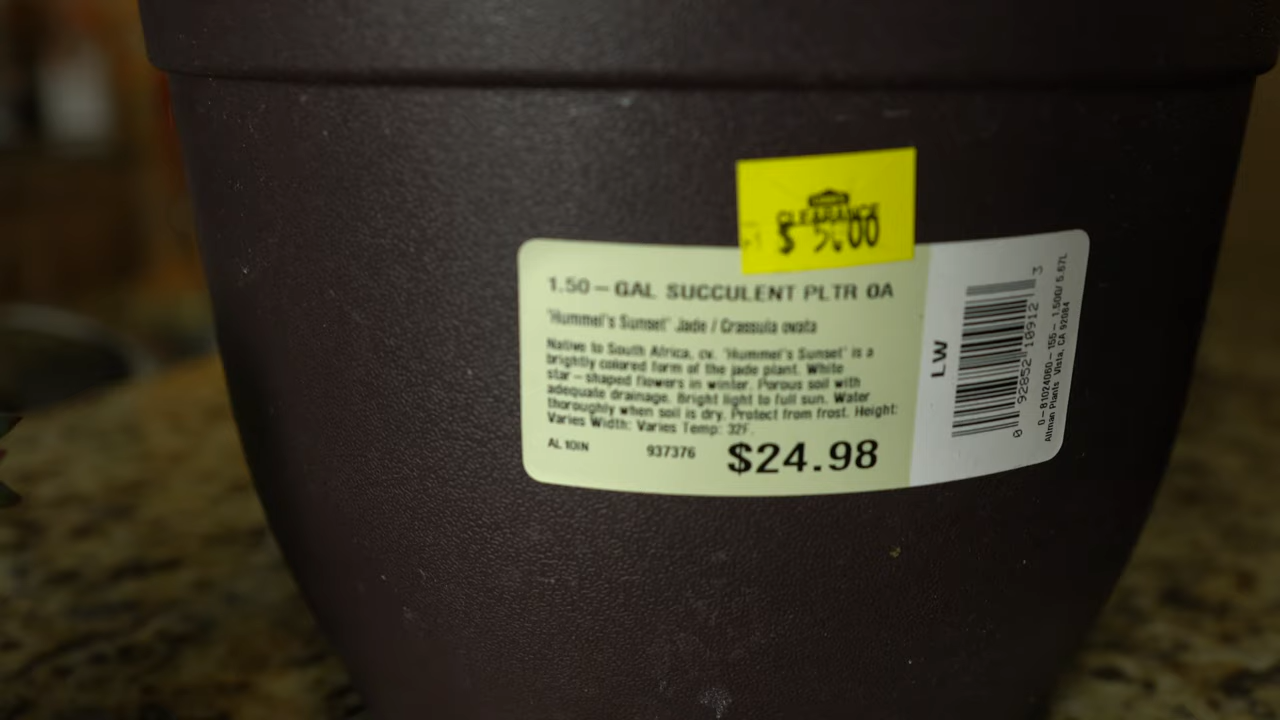 CLEARANCE
$ 5.00
1.50-GAL SUCCULENT PLTR OA
'Hummel's Sunset' Jade / Crassula ovata
Native to South Africa, cv. 'Hummel's Sunset' is a
brightly colored form of the jade plant. White
star-shaped flowers in winter. Porous soil with
adequate drainage. Bright light to full sun. Water
thoroughly when soil is dry. Protect from frost. Height:
Varies Width: Varies Temp: 32F.
AL 10IN 937376 $24.98
LW
0 92852 10912 3
0-81024060-155- 1.50G/ 5.67L
Altman Plants Vista, CA 92084